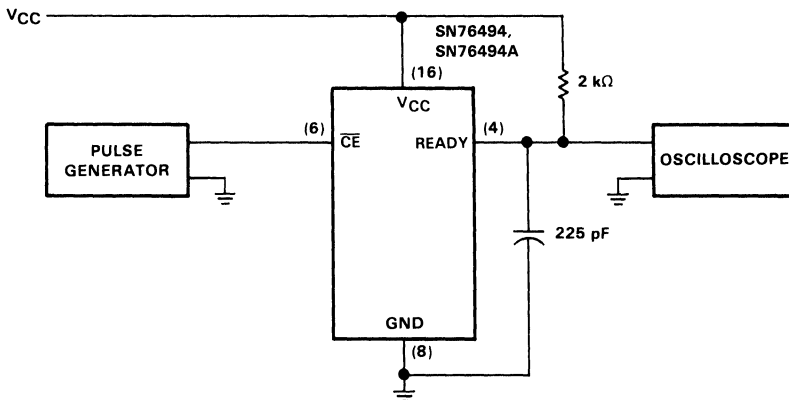 VCC
SN76494,
SN76494A
(16)
2 kΩ
VCC
(6)
CE
READY
(4)
PULSE
GENERATOR
OSCILLOSCOPE
225 pF
GND
(8)